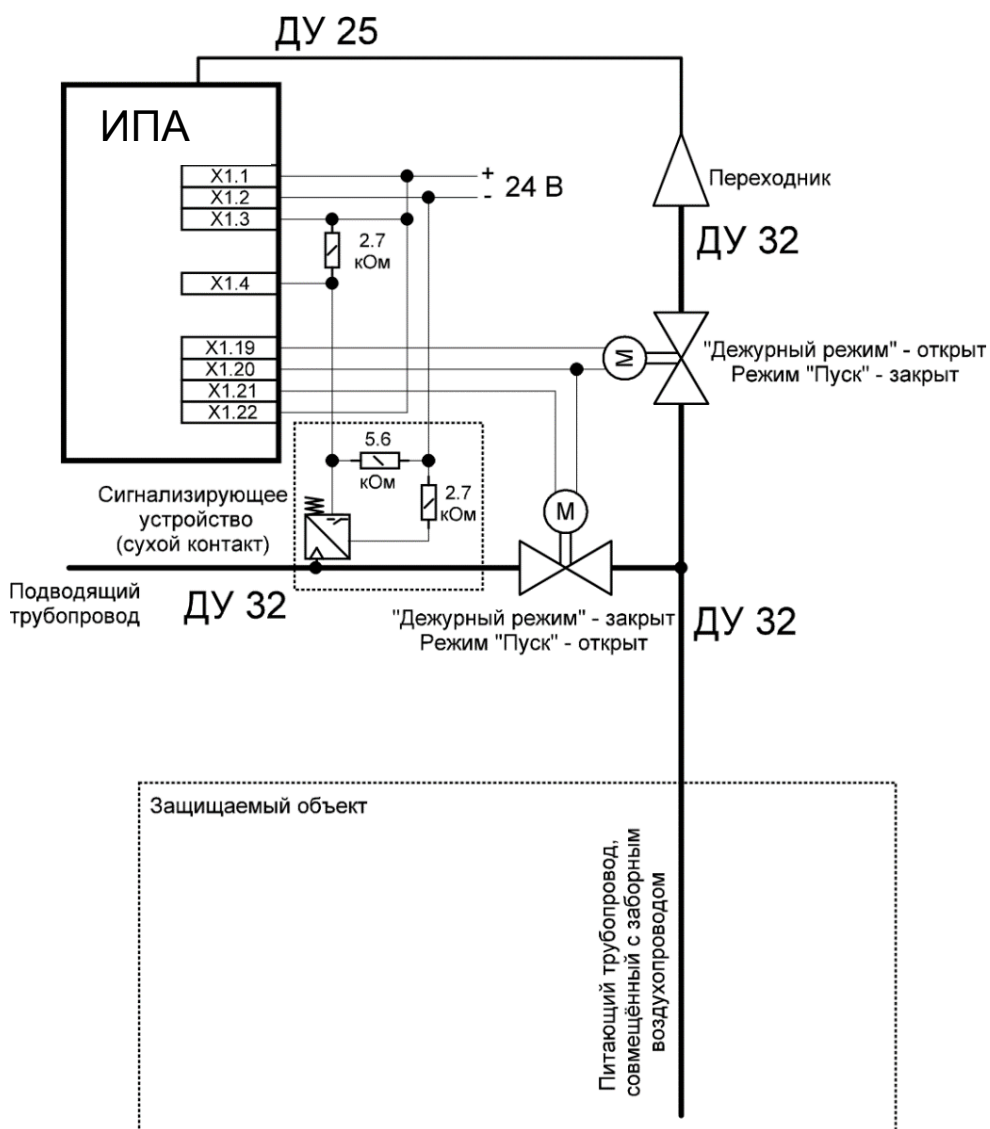 ДУ 25
ИПА
X1.1
X1.2
X1.3
X1.4
X1.19
X1.20
X1.21
X1.22
+
-
24 В
2.7
кОм
Переходник
ДУ 32
М
"Дежурный режим" - открыт
Режим "Пуск" - закрыт
5.6
кОм
2.7
кОм
Сигнализирующее
устройство
(сухой контакт)
М
Подводящий
трубопровод
ДУ 32
"Дежурный режим" - закрыт
Режим "Пуск" - открыт
ДУ 32
Защищаемый объект
Питающий трубопровод,
совмещённый с заборным
воздухопроводом